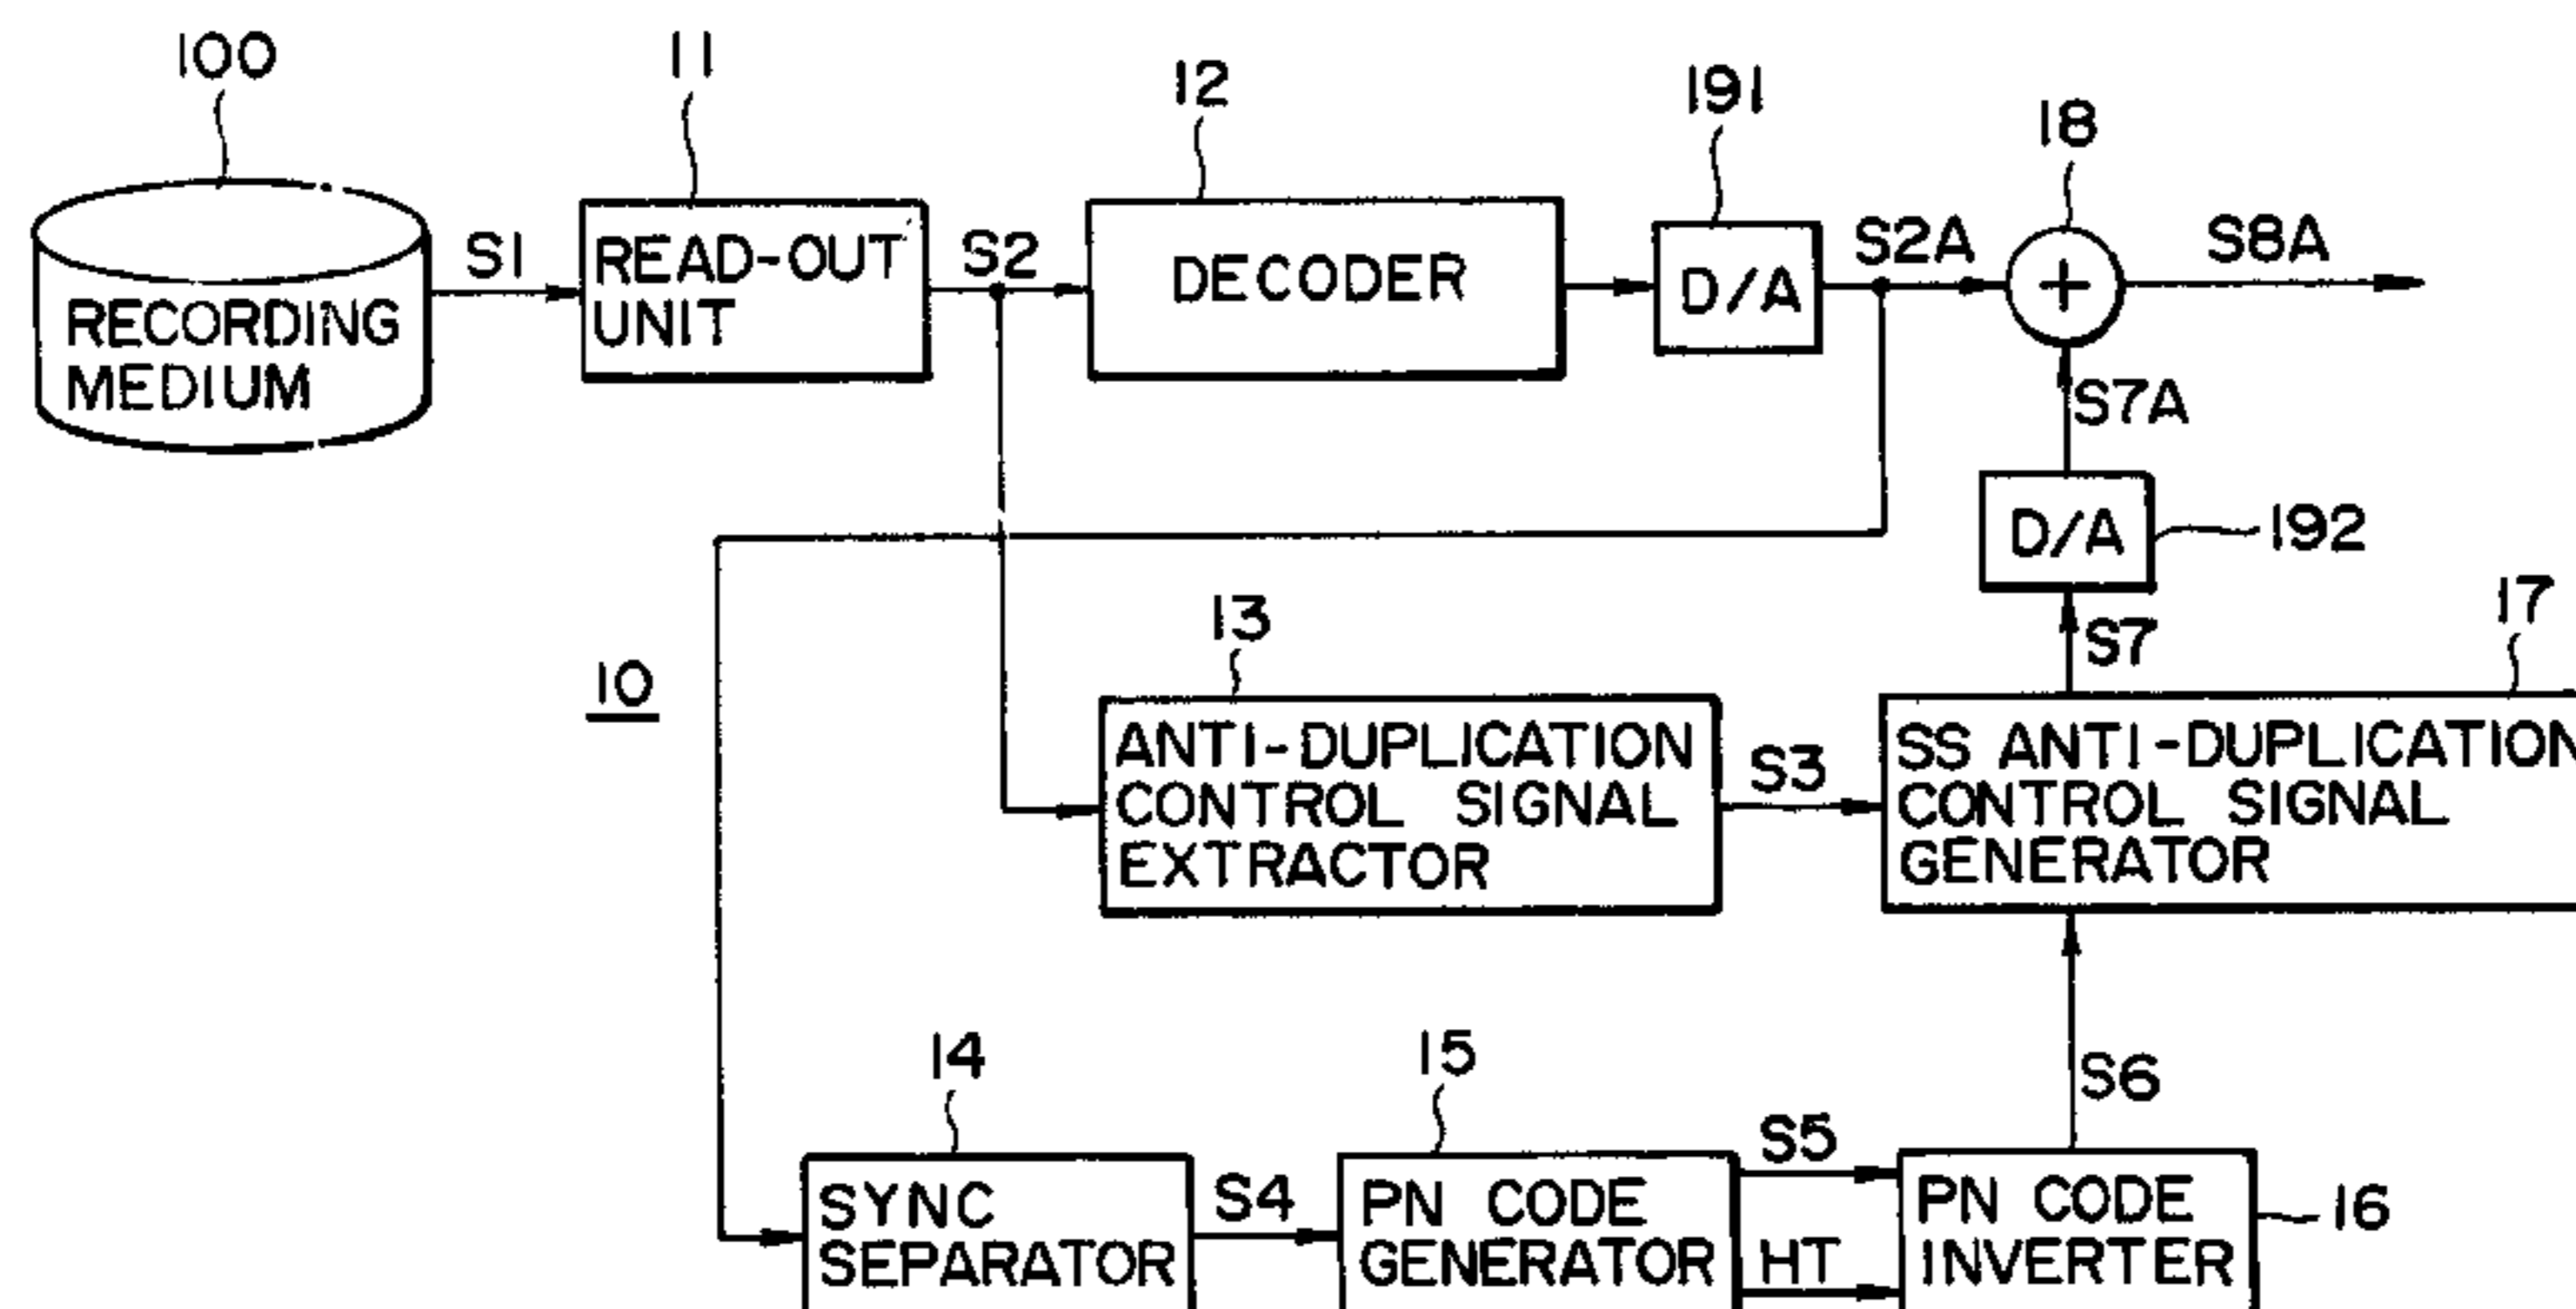 100
11
12
191
18
S1
S2
S2A
S8A
RECORDING
MEDIUM
READ-OUT
UNIT
DECODER
D/A
+
S7A
D/A
192
S7
10
13
17
ANTI-DUPLICATION
CONTROL SIGNAL
EXTRACTOR
S3
SS ANTI-DUPLICATION
CONTROL SIGNAL
GENERATOR
S6
14
15
SYNC
SEPARATOR
S4
PN CODE
GENERATOR
S5
HT
PN CODE
INVERTER
16